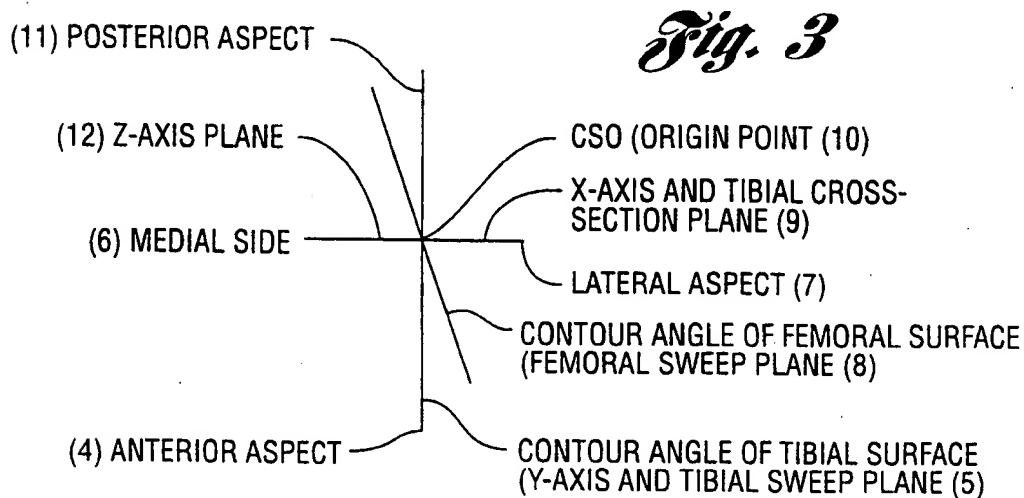 Fig. 3
(11) POSTERIOR ASPECT
(12) Z-AXIS PLANE
CSO (ORIGIN POINT (10)
X-AXIS AND TIBIAL CROSS-
SECTION PLANE (9)
(6) MEDIAL SIDE
LATERAL ASPECT (7)
CONTOUR ANGLE OF FEMORAL SURFACE
(FEMORAL SWEEP PLANE (8)
(4) ANTERIOR ASPECT
CONTOUR ANGLE OF TIBIAL SURFACE
(Y-AXIS AND TIBIAL SWEEP PLANE (5)